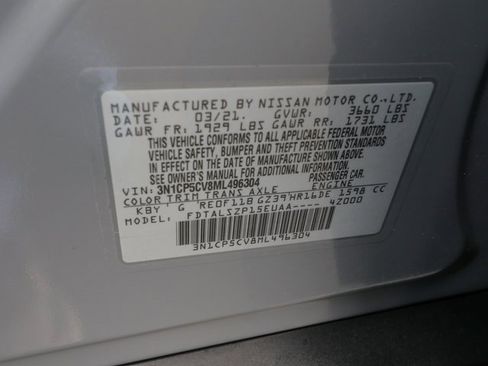 MANUFACTURED BY NISSAN MOTOR CO.,LTD.
DATE: 03/21. GVWR: 3660 LBS
GAWR FR: 1929 LBS GAWR RR: 1731 LBS
THIS VEHICLE CONFORMS TO ALL APPLICABLE FEDERAL MOTOR
VEHICLE SAFETY, BUMPER AND THEFT PREVENTION STANDARDS
IN EFFECT ON THE DATE OF MANUFACTURE SHOWN ABOVE.
SEE OWNER'S MANUAL FOR MORE INFORMATION.
VIN: 3N1CP5CV8ML496304 PASSENGER CAR.
COLOR TRIM TRANS AXLE ENGINE
KBY G RE0F11B GZ39 HR16DE 1598 CC
MODEL: FDTALSZP15EUAA---- 4Z000
3N1CP5CV8ML496304